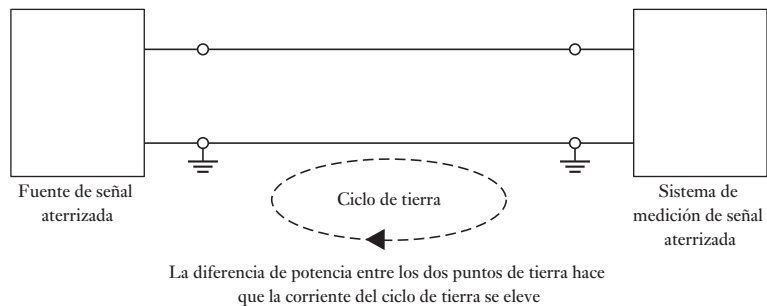 Fuente de señal
aterrizada
Ciclo de tierra
Sistema de
medición de señal
aterrizada
La diferencia de potencia entre los dos puntos de tierra hace
que la corriente del ciclo de tierra se eleve